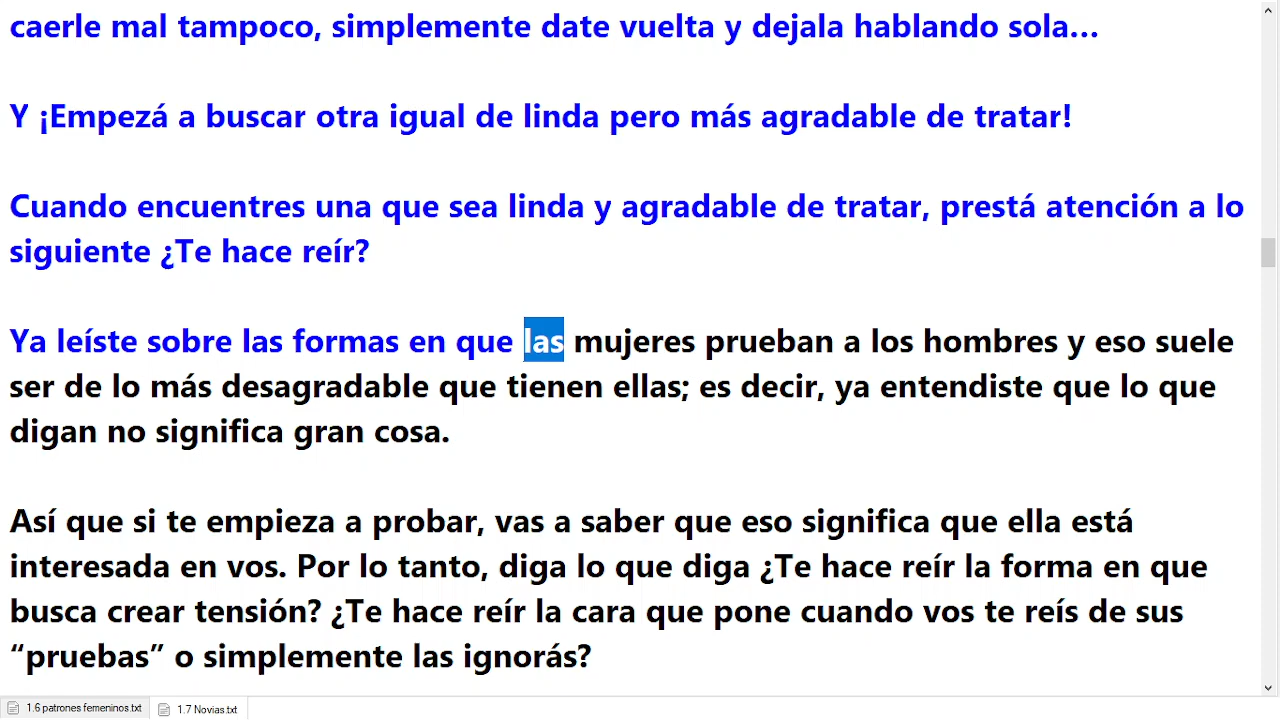 caerle mal tampoco, simplemente date vuelta y dejala hablando sola...
Y ¡Empezá a buscar otra igual de linda pero más agradable de tratar!
Cuando encuentres una que sea linda y agradable de tratar, prestá atención a lo
siguiente ¿Te hace reír?
Ya leíste sobre las formas en que las mujeres prueban a los hombres y eso suele
ser de lo más desagradable que tienen ellas; es decir, ya entendiste que lo que
digan no significa gran cosa.
Así que si te empieza a probar, vas a saber que eso significa que ella está
interesada en vos. Por lo tanto, diga lo que diga ¿Te hace reír la forma en que
busca crear tensión? ¿Te hace reír la cara que pone cuando vos te reís de sus
“pruebas” o simplemente las ignorás?
1.6 patrones femeninos.txt
1.7 Novias.txt